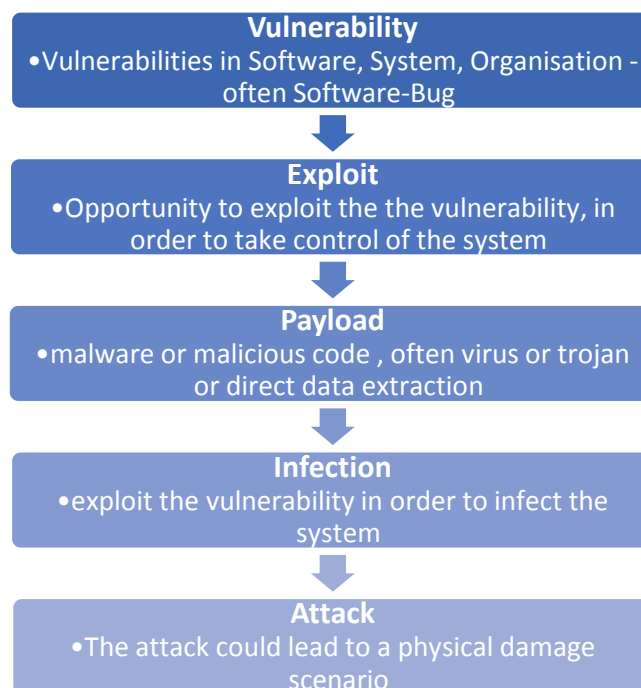 Vulnerability
•Vulnerabilities in Software, System, Organisation -
often Software-Bug
Exploit
•Opportunity to exploit the the vulnerability, in
order to take control of the system
Payload
•malware or malicious code , often virus or trojan
or direct data extraction
Infection
•exploit the vulnerability in order to infect the
system
Attack
•The attack could lead to a physical damage
scenario